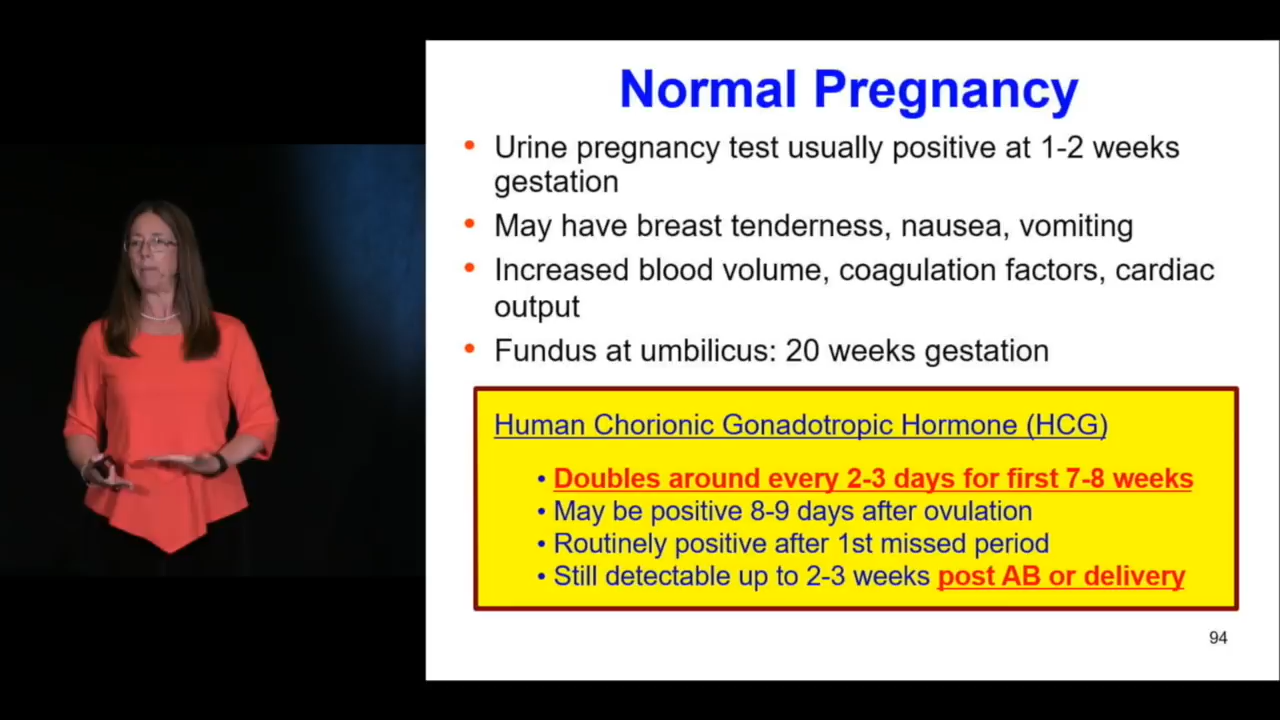 Normal Pregnancy
• Urine pregnancy test usually positive at 1-2 weeks
gestation
• May have breast tenderness, nausea, vomiting
• Increased blood volume, coagulation factors, cardiac
output
• Fundus at umbilicus: 20 weeks gestation
Human Chorionic Gonadotropic Hormone (HCG)
• Doubles around every 2-3 days for first 7-8 weeks
• May be positive 8-9 days after ovulation
• Routinely positive after 1st missed period
• Still detectable up to 2-3 weeks post AB or delivery
94